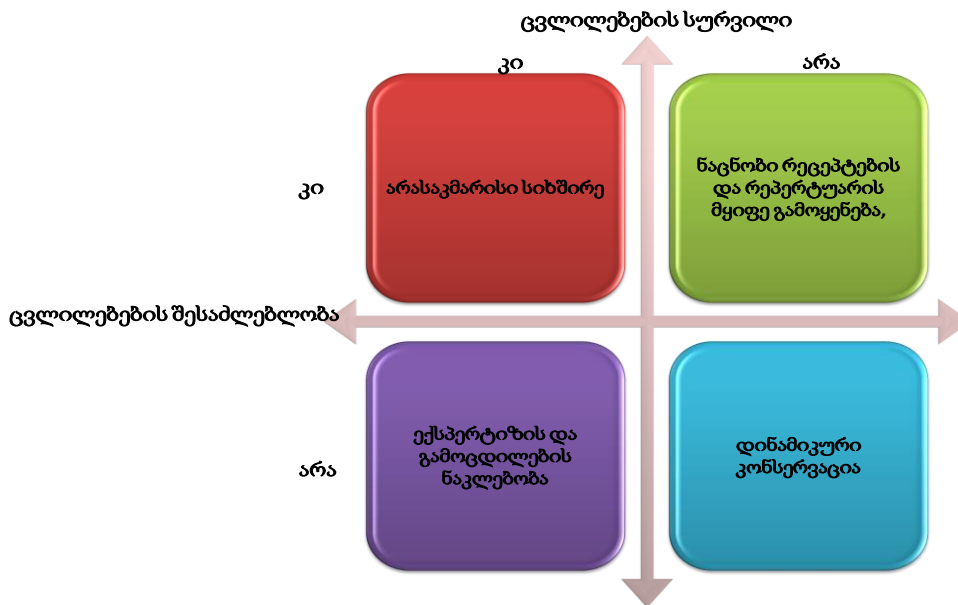 ცვლილებების სურვილი
კი
არა
კი
არასაკმარისი სიხშირე
ნაცნობი რეცეპტების
და რეპერტუარის
მყიფე გამოყენება,
ცვლილებების შესაძლებლობა
არა
ექსპერტიზის და
გამოცდილების
ნაკლებობა
დინამიკური
კონსერვაცია